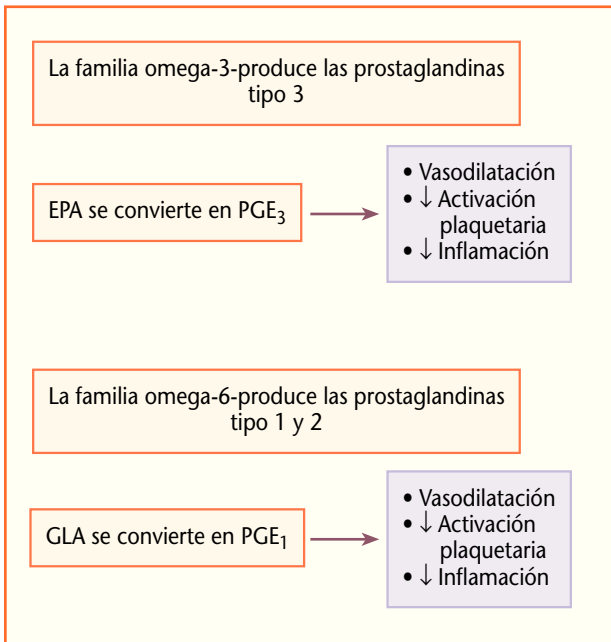 La familia omega-3-produce las prostaglandinas
tipo 3
EPA se convierte en PGE₃
• Vasodilatación
• ↓ Activación
plaquetaria
• ↓ Inflamación
La familia omega-6-produce las prostaglandinas
tipo 1 y 2
GLA se convierte en PGE₁
• Vasodilatación
• ↓ Activación
plaquetaria
• ↓ Inflamación